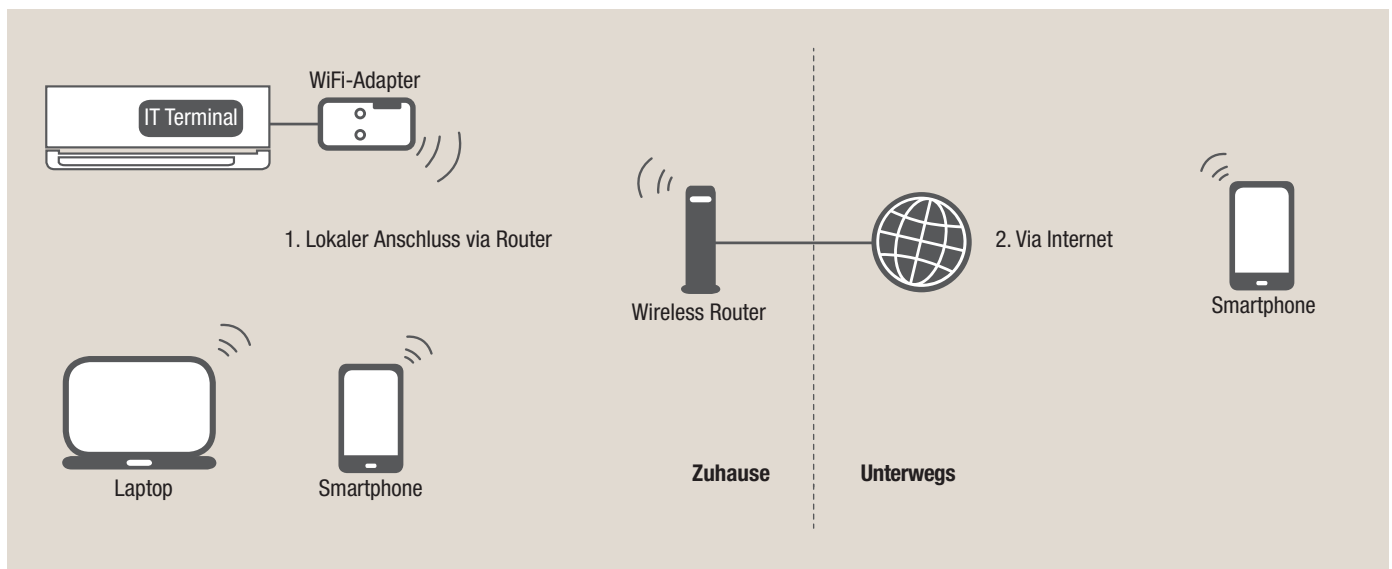 WiFi-Adapter
IT Terminal
1. Lokaler Anschluss via Router
2. Via Internet
Wireless Router
Smartphone
Laptop
Smartphone
Zuhause
Unterwegs